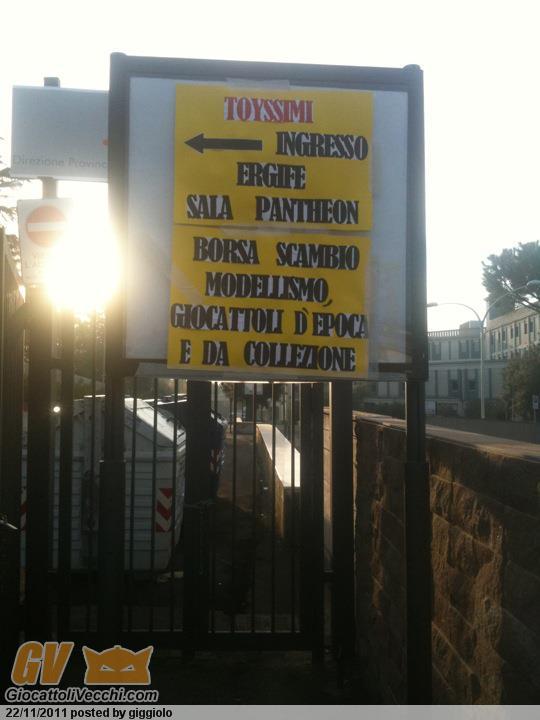 Direzione Provinc
TOYSSIMI
INGRESSO
ERGIFE
SALA PANTHEON
BORSA SCAMBIO
MODELLISMO,
GIOCATTOLI D'EPOCA
E DA COLLEZIONE
GV
GiocattoliVecchi.com
22/11/2011 posted by giggiolo